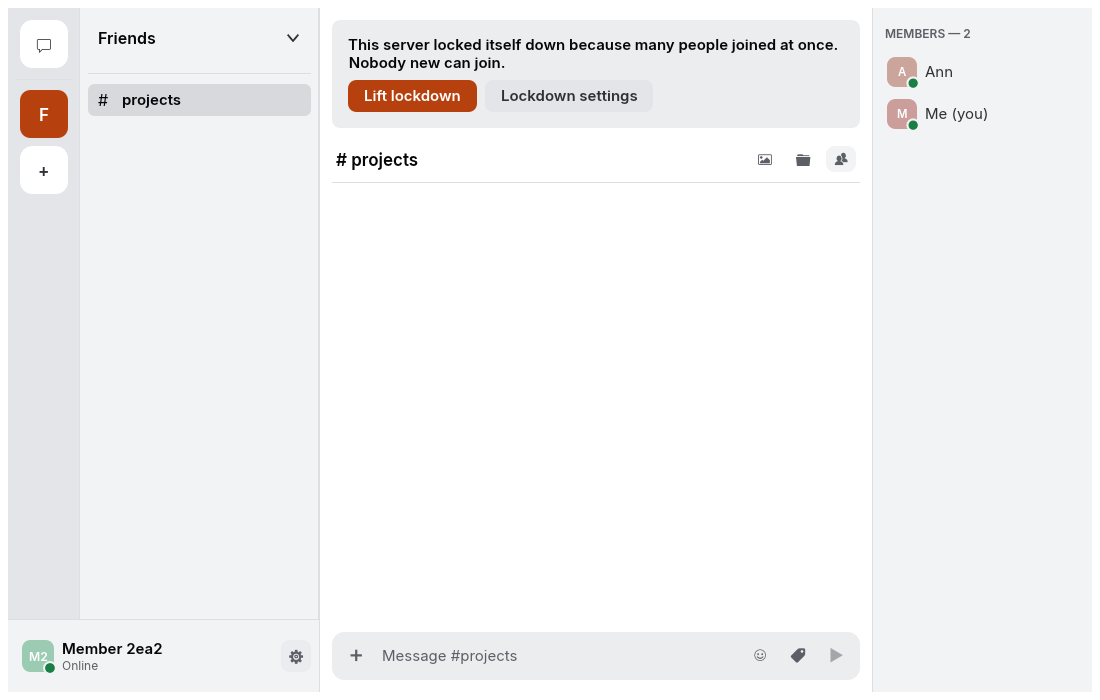 Friends
F
+
# projects
This server locked itself down because many people joined at once.
Nobody new can join.
Lift lockdown
Lockdown settings
# projects
MEMBERS — 2
A
Ann
M
Me (you)
M2
Member 2ea2
Online
+
Message #projects